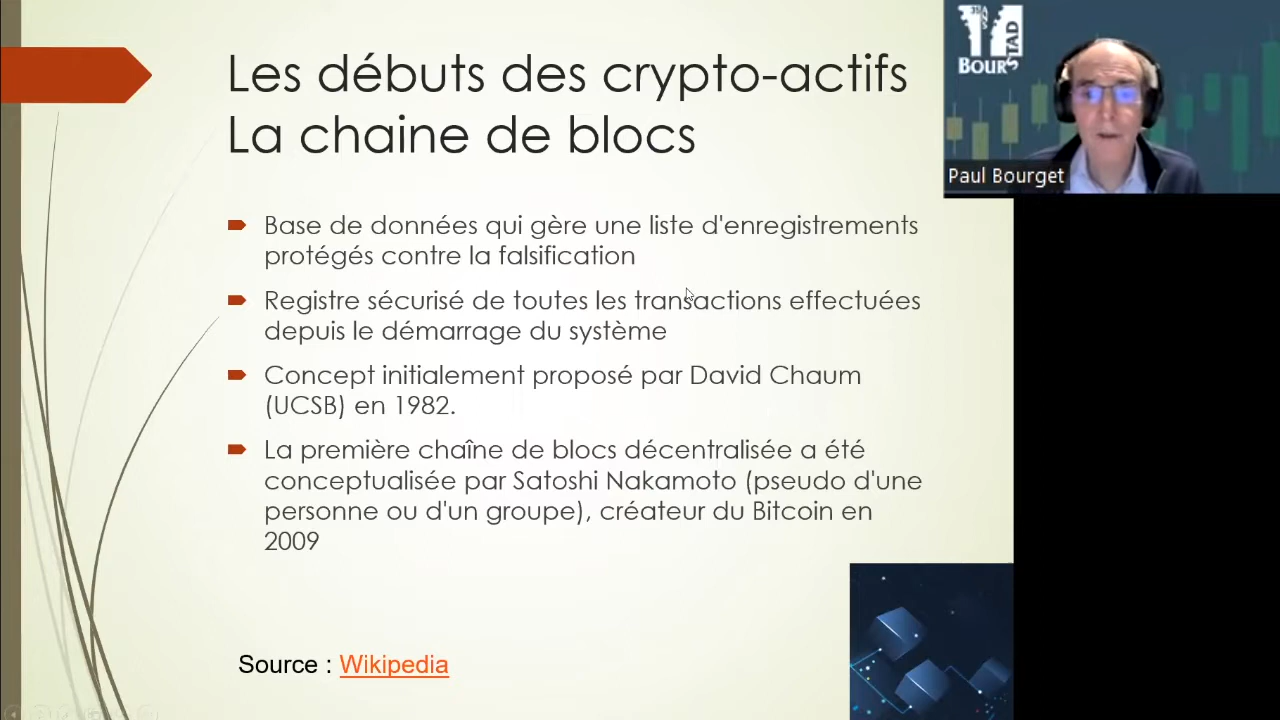 Les débuts des crypto-actifs
La chaine de blocs
Base de données qui gère une liste d'enregistrements
protégés contre la falsification
Registre sécurisé de toutes les transactions effectuées
depuis le démarrage du système
Concept initialement proposé par David Chaum
(UCSB) en 1982.
La première chaîne de blocs décentralisée a été
conceptualisée par Satoshi Nakamoto (pseudo d'une
personne ou d'un groupe), créateur du Bitcoin en
2009
Source : Wikipedia
35 ANS
BOURSTAD
Paul Bourget